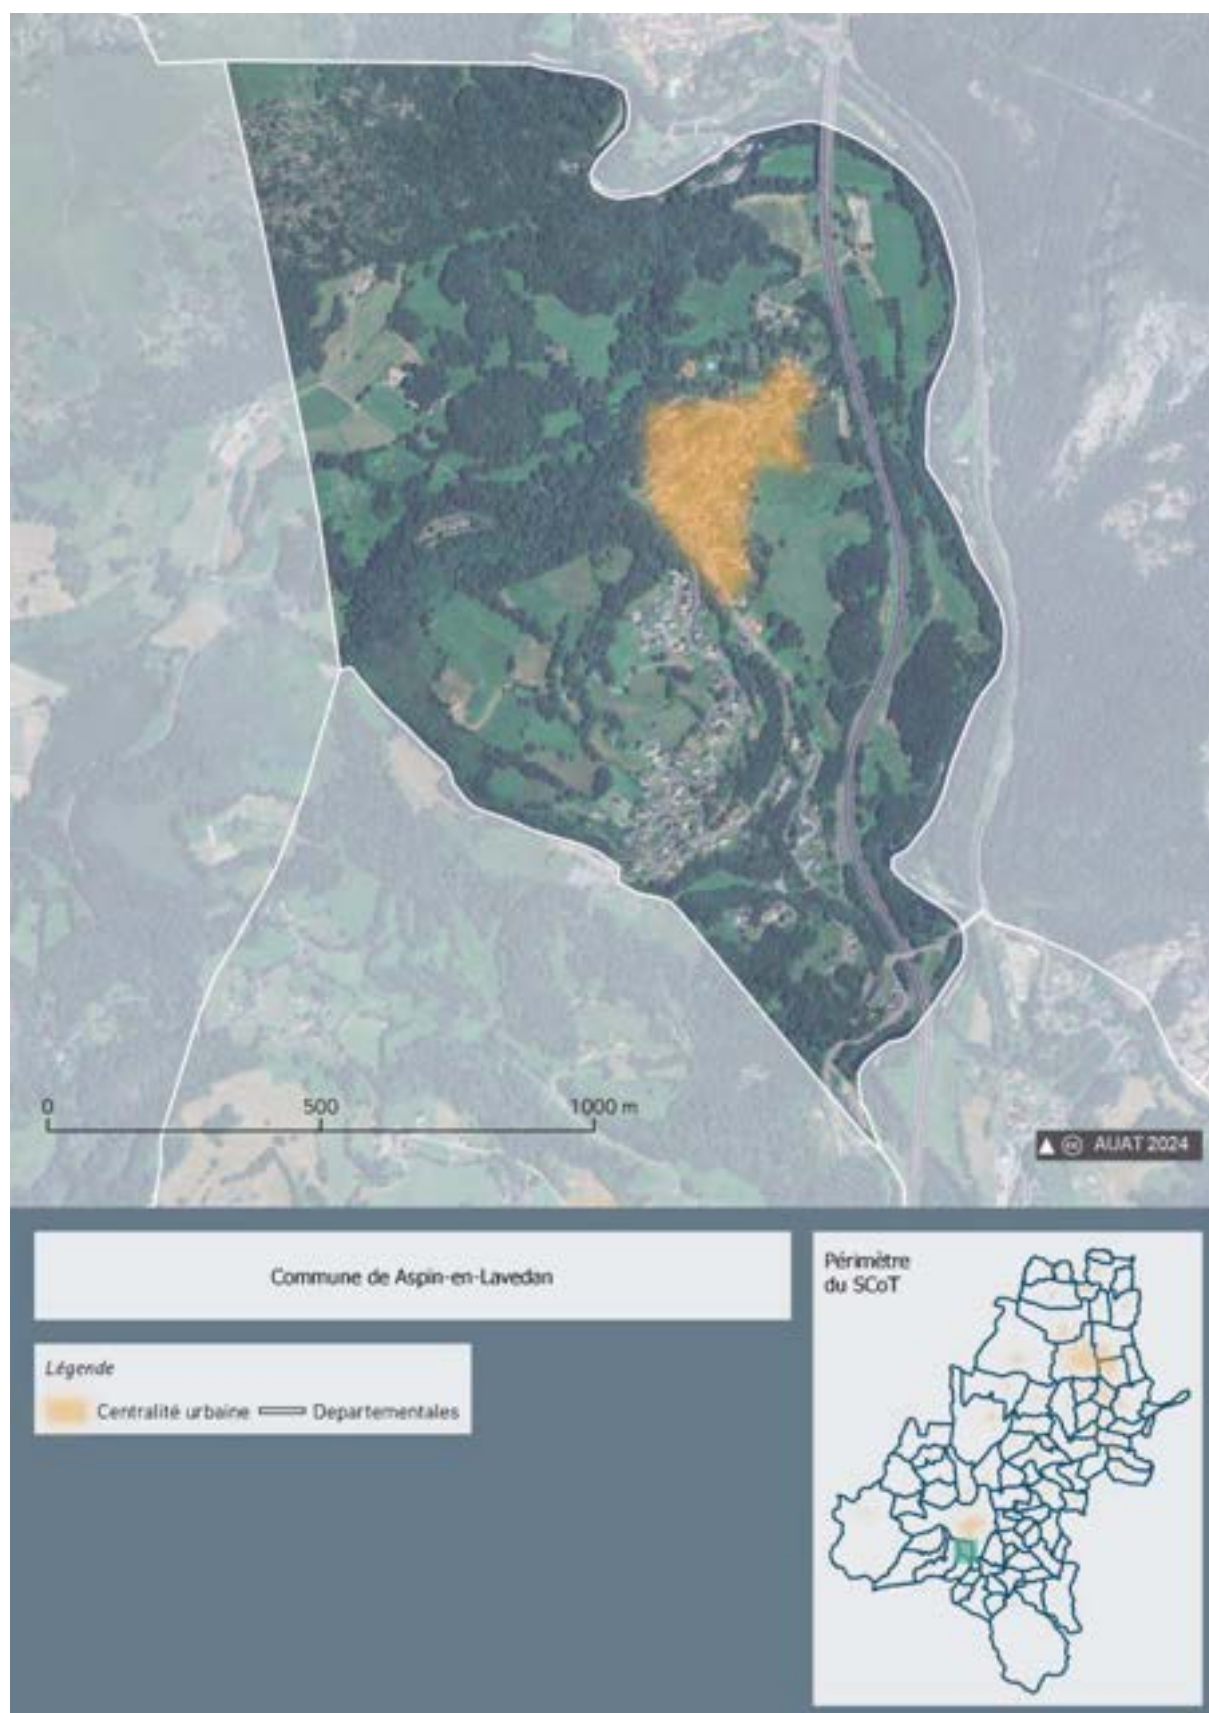 0 500 1000 m
AUAT 2024
Commune de Aspin-en-Lavedan
Légende
Centralité urbaine Departementales
Périmètre
du SCoT